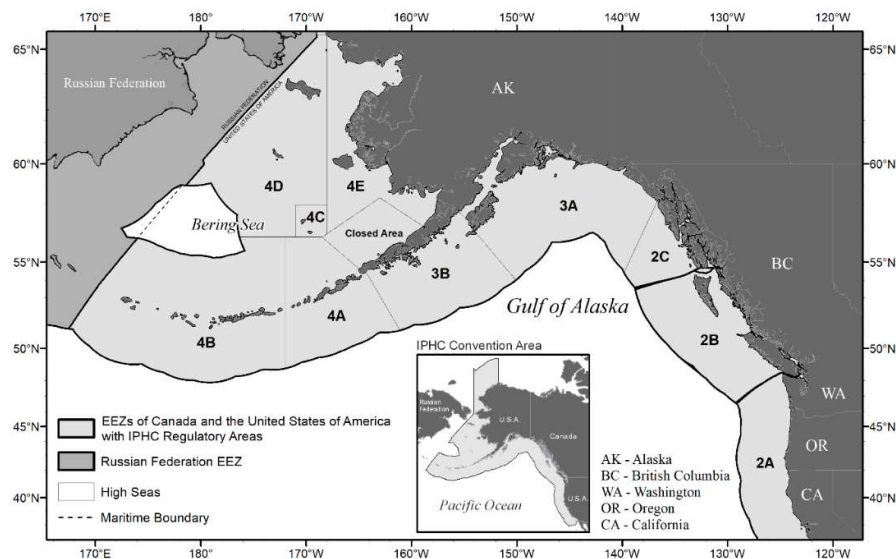 170°E 180° 170°W 160°W 150°W 140°W 130°W 120°W
65°N
65°N
Russian Federation
RUSSIAN FEDERATION
UNITED STATES OF AMERICA
AK
60°N
60°N
4D
4E
4C
3A
Bering Sea
Closed Area
2C
BC
55°N
55°N
3B
Gulf of Alaska
4A
4B
2B
50°N
50°N
IPHC Convention Area
WA
Russian
Federation
U.S.A.
Canada
U.S.A.
Pacific Ocean
45°N
45°N
EEZs of Canada and the United States of America
with IPHC Regulatory Areas
OR
2A
Russian Federation EEZ
AK - Alaska
BC - British Columbia
WA - Washington
OR - Oregon
CA - California
High Seas
40°N
40°N
CA
Maritime Boundary
170°E 180° 170°W 160°W 150°W 140°W 130°W 120°W